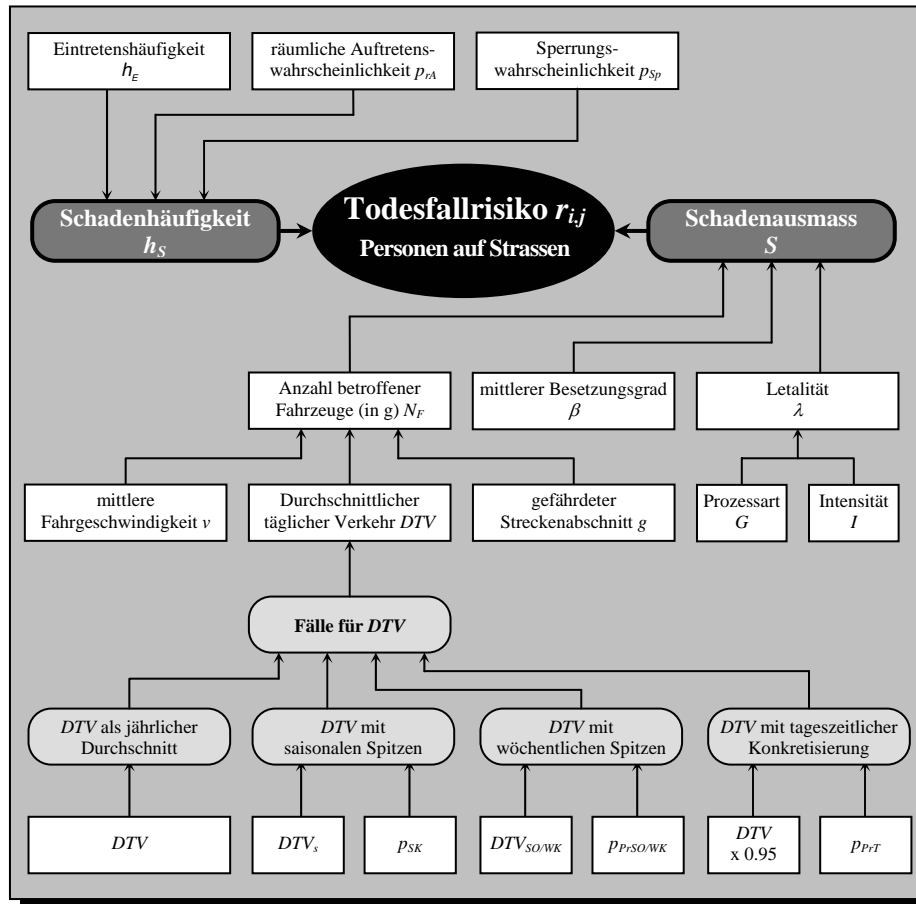 Eintretenshäufigkeit
h_E
räumliche Auftretens-
wahrscheinlichkeit p_rA
Sperrungs-
wahrscheinlichkeit p_Sp
Schadenhäufigkeit
h_S
Todesfallrisiko r_i.j
Personen auf Strassen
Schadenausmass
S
Anzahl betroffener
Fahrzeuge (in g) N_F
mittlerer Besetzungsgrad
β
Letalität
λ
mittlere
Fahrgeschwindigkeit v
Durchschnittlicher
täglicher Verkehr DTV
gefährdeter
Streckenabschnitt g
Prozessart
G
Intensität
I
Fälle für DTV
DTV als jährlicher
Durchschnitt
DTV mit
saisonalen Spitzen
DTV mit
wöchentlichen Spitzen
DTV mit tageszeitlicher
Konkretisierung
DTV
DTV_s
p_SK
DTV_SO/WK
p_PrSO/WK
DTV
x 0.95
p_PrT